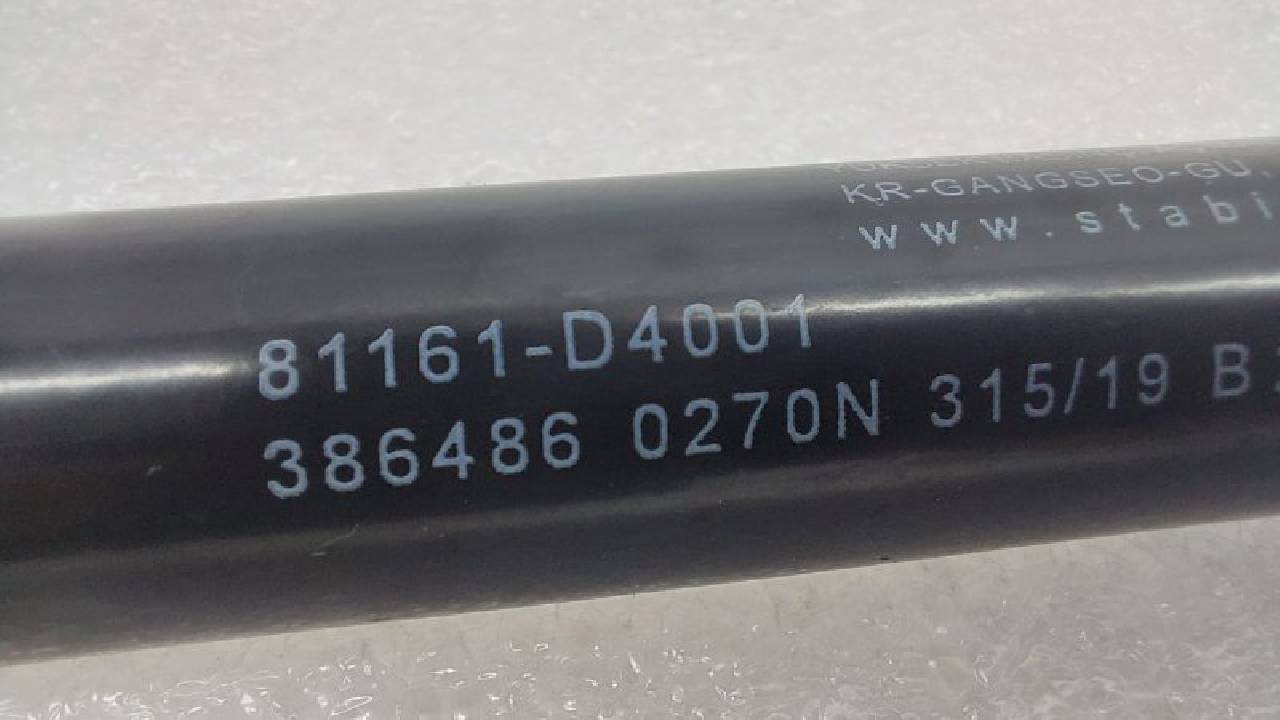 KR-GANGSEO-GU,
www.stabi
81161-D4001
386486 0270N 315/19 B